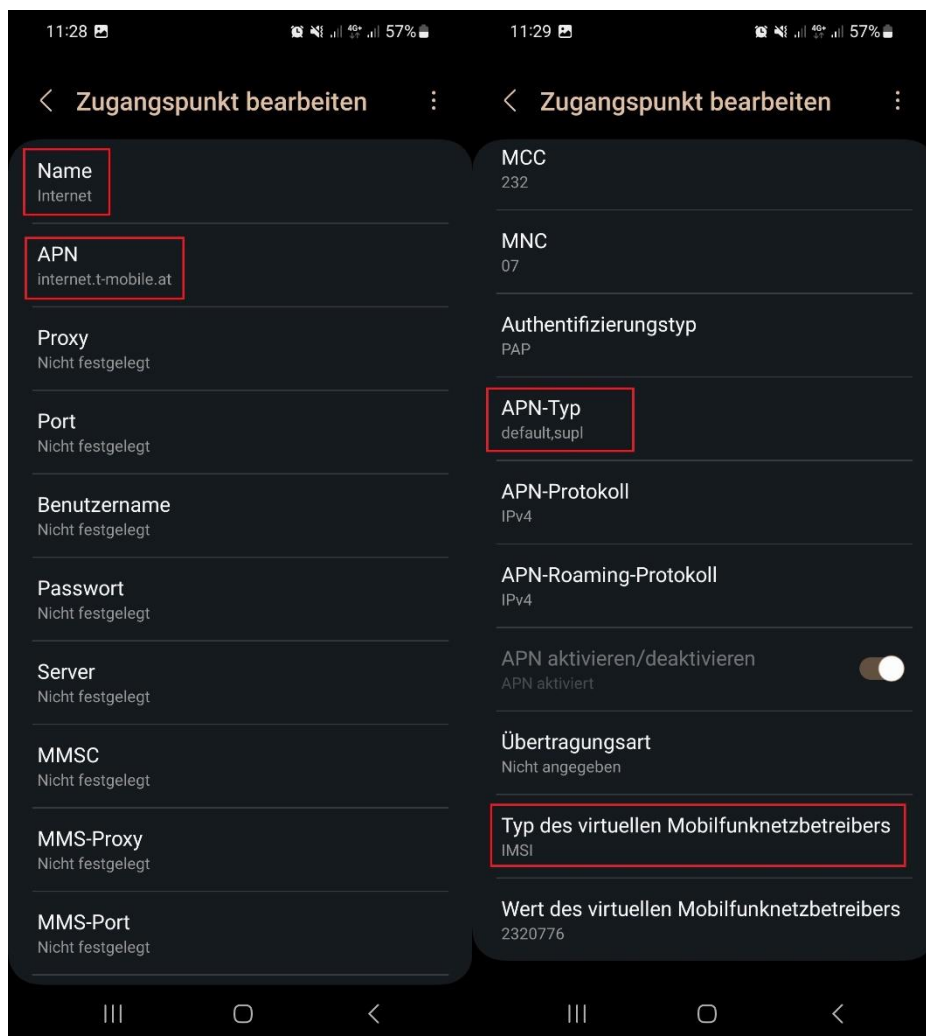 11:28
4G+
57%
Zugangspunkt bearbeiten
Name
Internet
APN
internet.t-mobile.at
Proxy
Nicht festgelegt
Port
Nicht festgelegt
Benutzername
Nicht festgelegt
Passwort
Nicht festgelegt
Server
Nicht festgelegt
MMSC
Nicht festgelegt
MMS-Proxy
Nicht festgelegt
MMS-Port
Nicht festgelegt
11:29
4G+
57%
Zugangspunkt bearbeiten
MCC
232
MNC
07
Authentifizierungstyp
PAP
APN-Typ
default,supl
APN-Protokoll
IPv4
APN-Roaming-Protokoll
IPv4
APN aktivieren/deaktivieren
APN aktiviert
Übertragungsart
Nicht angegeben
Typ des virtuellen Mobilfunknetzbetreibers
IMSI
Wert des virtuellen Mobilfunknetzbetreibers
2320776